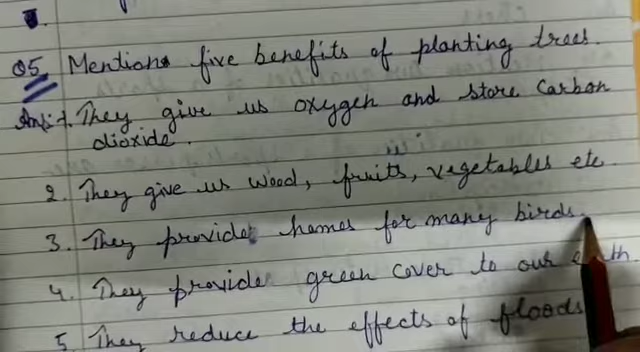 Q5. Mention five benefits of planting trees.
Ans:- 1. They give us oxygen and store carbon
dioxide.
2. They give us wood, fruits, vegetables etc.
3. They provide homes for many birds.
4. They provide green cover to our
5. They reduce the effects of floods